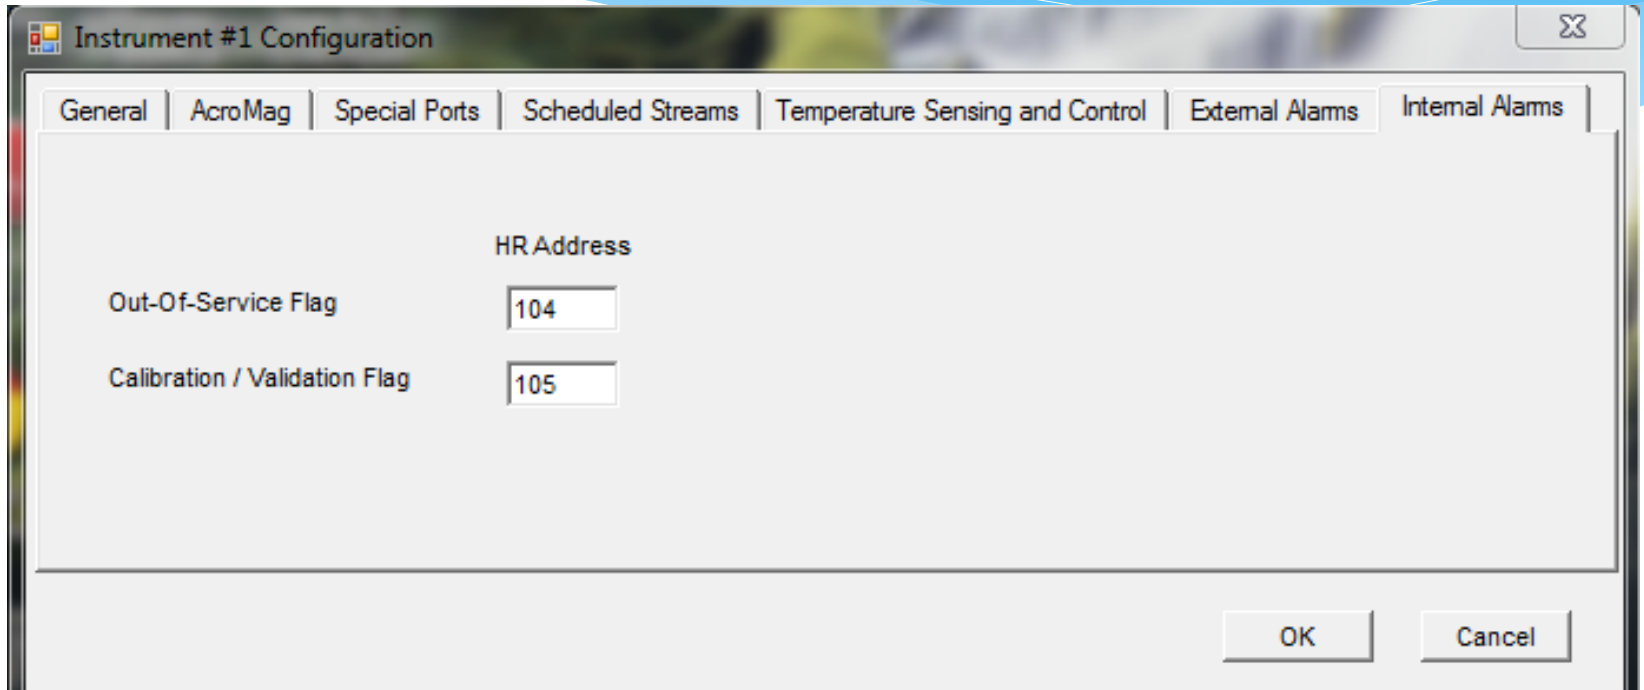 Instrument #1 Configuration
General AcroMag Special Ports Scheduled Streams Temperature Sensing and Control External Alarms Internal Alarms
HR Address
Out-Of-Service Flag 104
Calibration / Validation Flag 105
OK Cancel